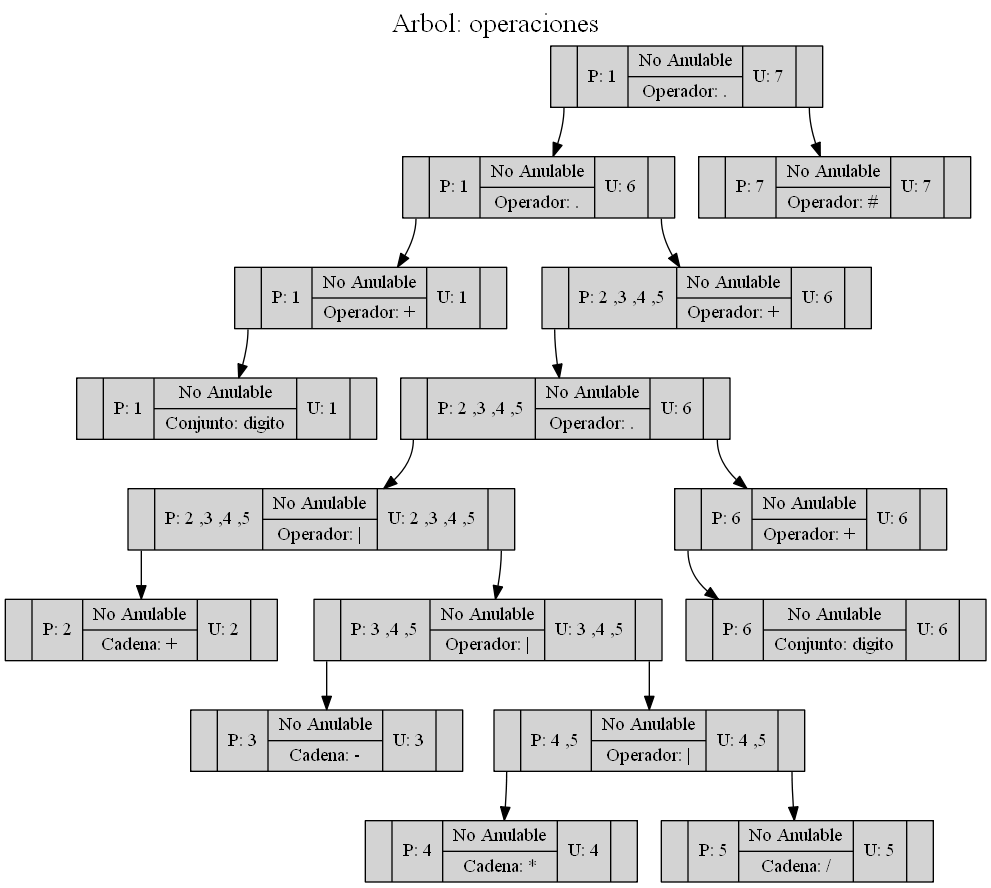 Arbol: operaciones
P: 1
No Anulable
Operador: .
U: 7
P: 1
No Anulable
Operador: .
U: 6
P: 7
No Anulable
Operador: #
U: 7
P: 1
No Anulable
Operador: +
U: 1
P: 2 ,3 ,4 ,5
No Anulable
Operador: +
U: 6
P: 1
No Anulable
Conjunto: digito
U: 1
P: 2 ,3 ,4 ,5
No Anulable
Operador: .
U: 6
P: 2 ,3 ,4 ,5
No Anulable
Operador: |
U: 2 ,3 ,4 ,5
P: 6
No Anulable
Operador: +
U: 6
P: 2
No Anulable
Cadena: +
U: 2
P: 3 ,4 ,5
No Anulable
Operador: |
U: 3 ,4 ,5
P: 6
No Anulable
Conjunto: digito
U: 6
P: 3
No Anulable
Cadena: -
U: 3
P: 4 ,5
No Anulable
Operador: |
U: 4 ,5
P: 4
No Anulable
Cadena: *
U: 4
P: 5
No Anulable
Cadena: /
U: 5